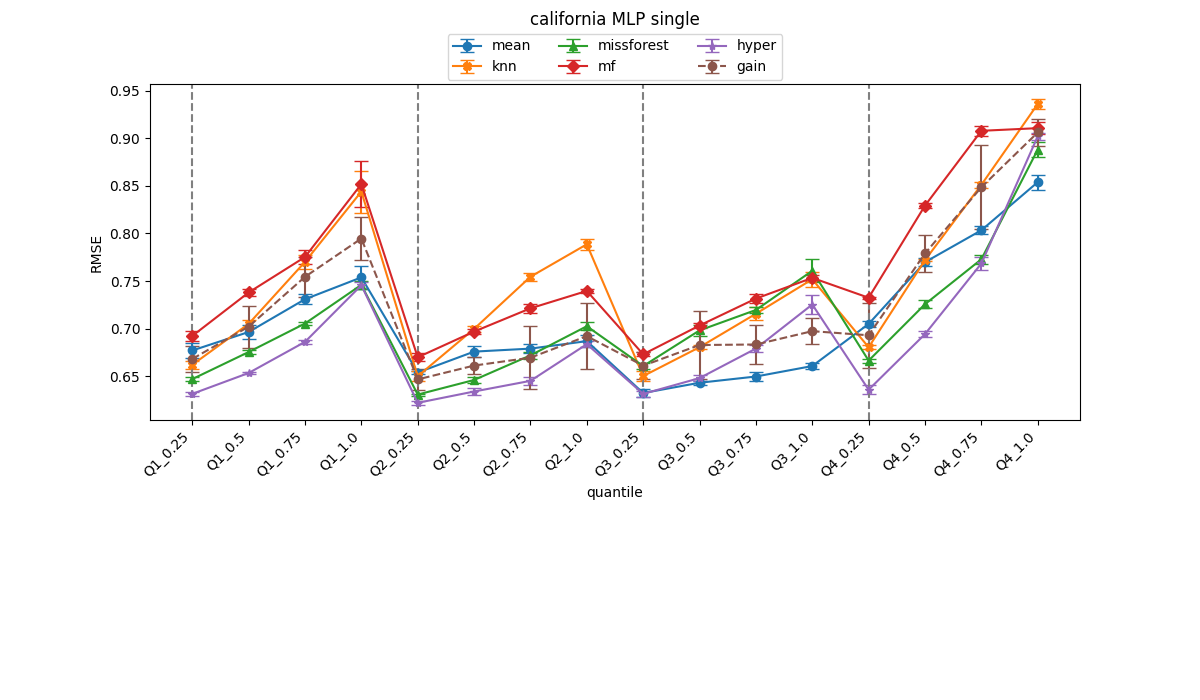 california MLP single
mean missforest hyper
knn mf gain
0.95
0.90
0.85
0.80
0.75
0.70
0.65
RMSE
Q1_0.25 Q1_0.5 Q1_0.75 Q1_1.0 Q2_0.25 Q2_0.5 Q2_0.75 Q2_1.0 Q3_0.25 Q3_0.5 Q3_0.75 Q3_1.0 Q4_0.25 Q4_0.5 Q4_0.75 Q4_1.0
quantile